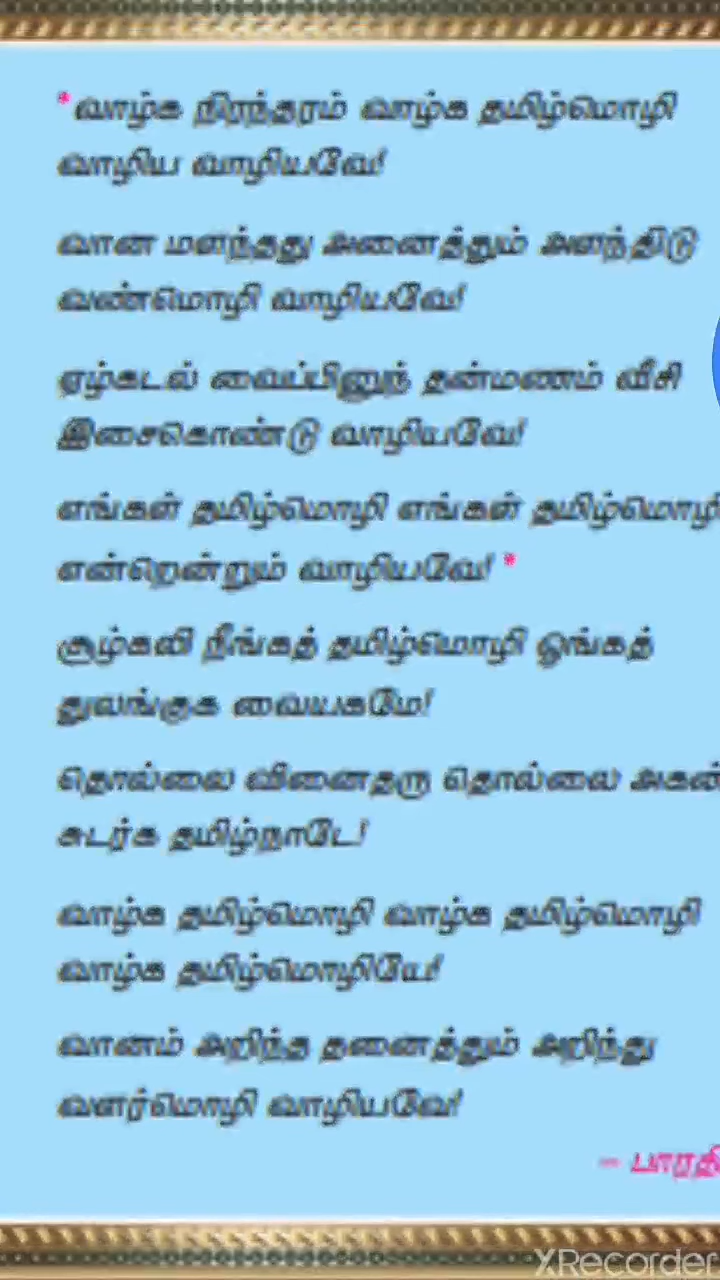 *வாழ்க நிரந்தரம் வாழ்க தமிழ்மொழி
வாழிய வாழியவே!
வான மளந்தது அனைத்தும் அளந்திடு
வண்மொழி வாழியவே!
ஏழ்கடல் வைப்பினுந் தன்மணம் வீசி
இசைகொண்டு வாழியவே!
எங்கள் தமிழ்மொழி எங்கள் தமிழ்மொழி
என்றென்றும் வாழியவே! *
சூழ்கலி நீங்கத் தமிழ்மொழி ஓங்கத்
துலங்குக வையகமே!
தொல்லை வினைதரு தொல்லை அகன்
சுடர்க தமிழ்நாடே!
வாழ்க தமிழ்மொழி வாழ்க தமிழ்மொழி
வாழ்க தமிழ்மொழியே!
வானம் அறிந்த தனைத்தும் அறிந்து
வளர்மொழி வாழியவே!
– பாரதி
XRecorder